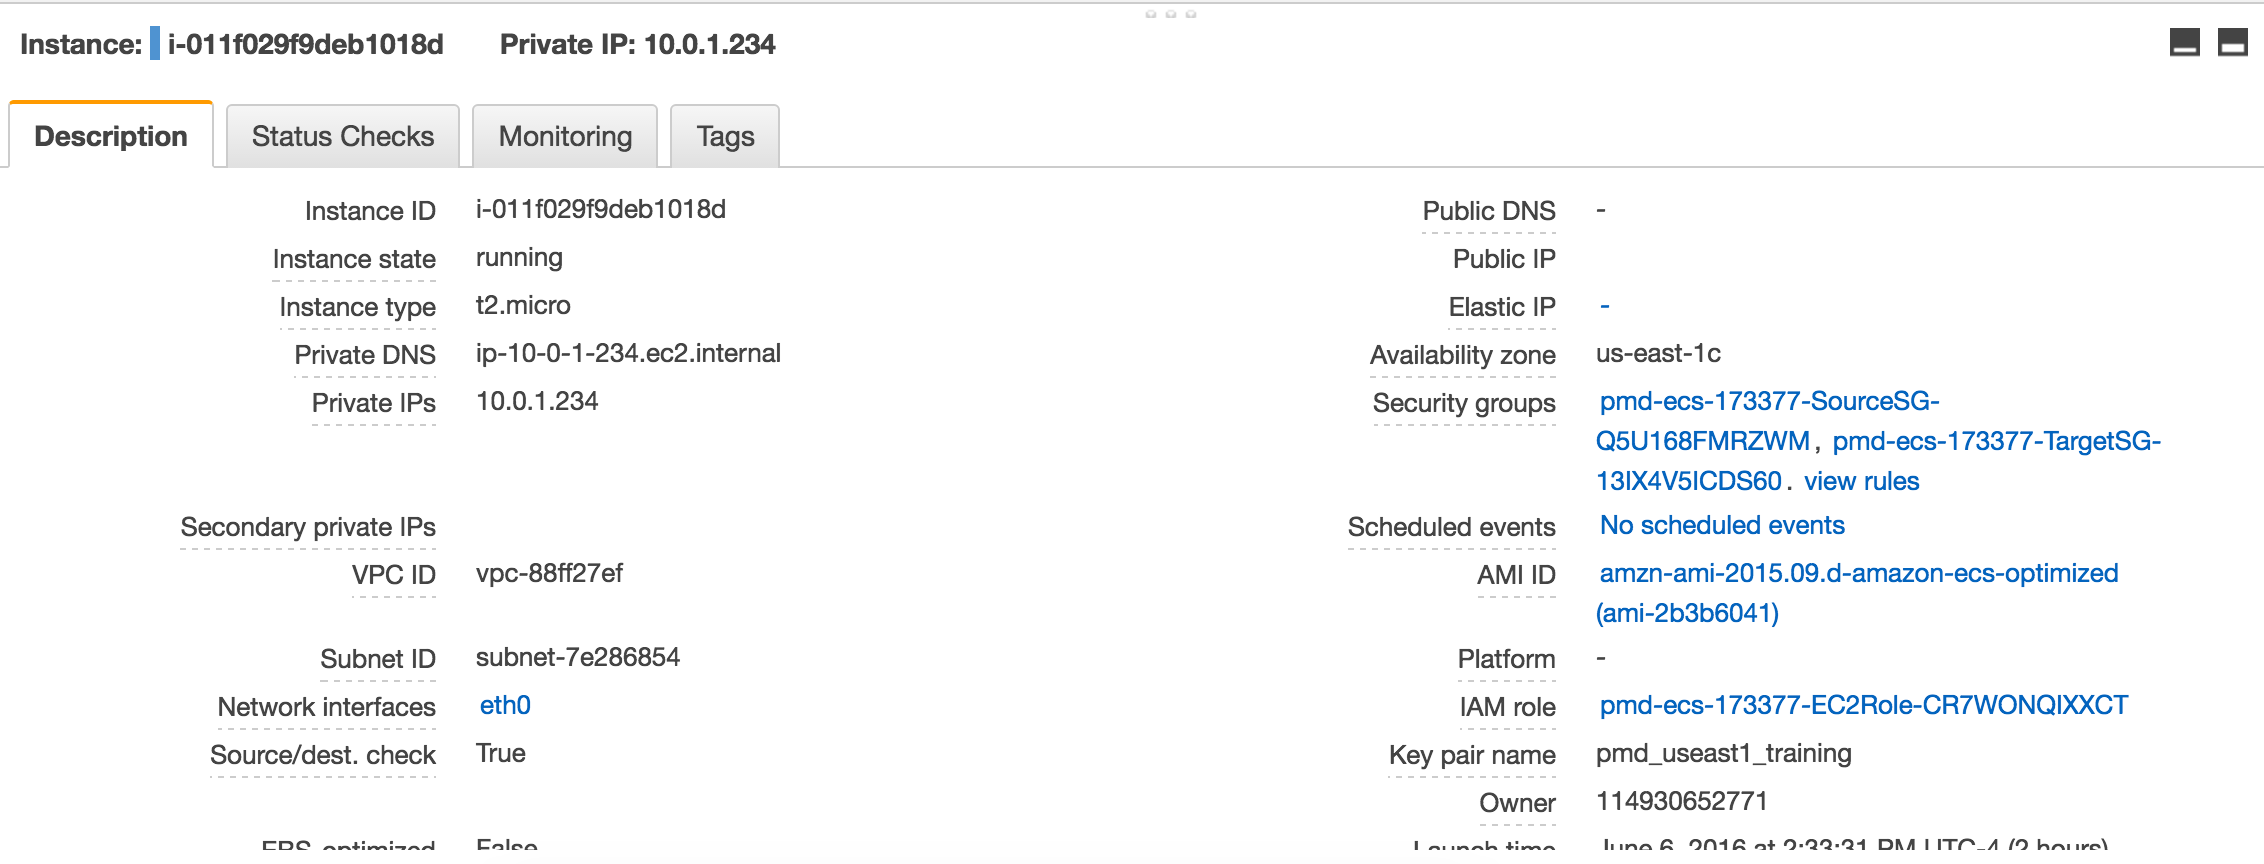 Instance: i-011f029f9deb1018d Private IP: 10.0.1.234
Description Status Checks Monitoring Tags
Instance ID i-011f029f9deb1018d
Instance state running
Instance type t2.micro
Private DNS ip-10-0-1-234.ec2.internal
Private IPs 10.0.1.234
Secondary private IPs
VPC ID vpc-88ff27ef
Subnet ID subnet-7e286854
Network interfaces eth0
Source/dest. check True
EBS-optimized False
Public DNS -
Public IP
Elastic IP -
Availability zone us-east-1c
Security groups pmd-ecs-173377-SourceSG-
Q5U168FMRZWM, pmd-ecs-173377-TargetSG-
13IX4V5ICDS60. view rules
Scheduled events No scheduled events
AMI ID amzn-ami-2015.09.d-amazon-ecs-optimized
(ami-2b3b6041)
Platform -
IAM role pmd-ecs-173377-EC2Role-CR7WONQIXXCT
Key pair name pmd_useast1_training
Owner 114930652771
Launch time June 6, 2016 at 2:33:31 PM UTC-4 (2 hours)